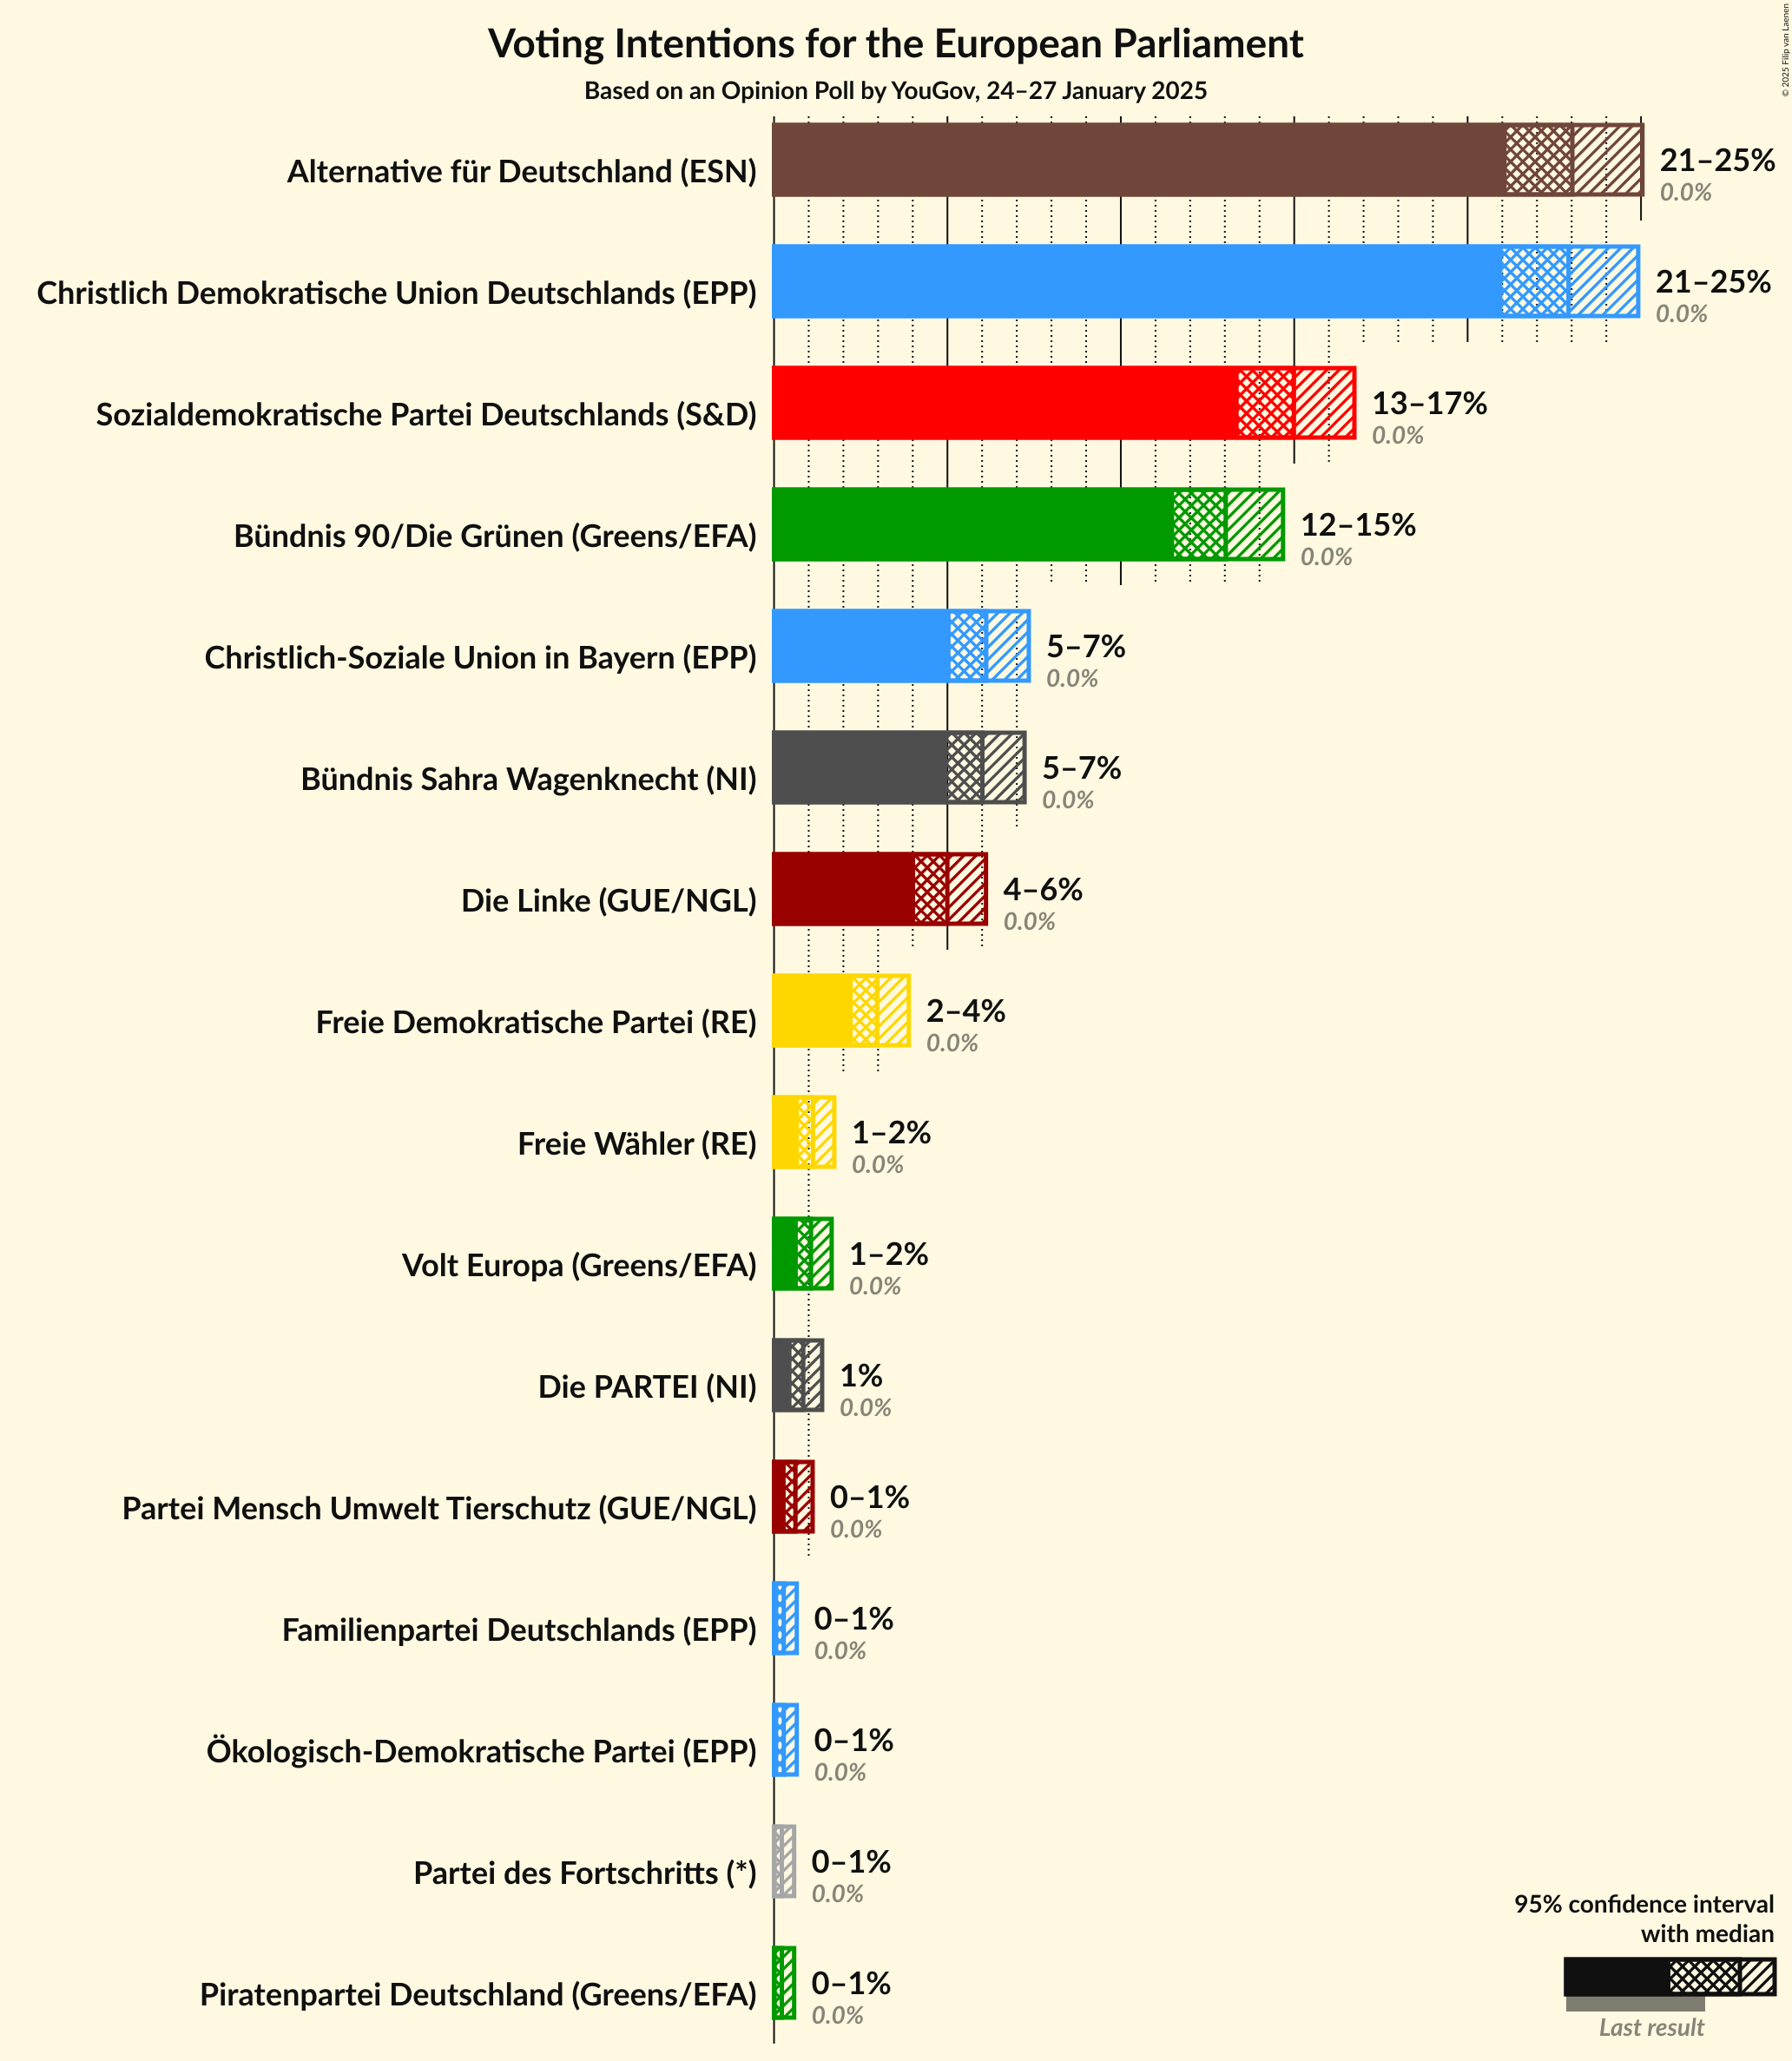 Voting Intentions for the European Parliament
Based on an Opinion Poll by YouGov, 24–27 January 2025
© 2025 Filip van Laenen
Alternative für Deutschland (ESN)
21–25%
0.0%
Christlich Demokratische Union Deutschlands (EPP)
21–25%
0.0%
Sozialdemokratische Partei Deutschlands (S&D)
13–17%
0.0%
Bündnis 90/Die Grünen (Greens/EFA)
12–15%
0.0%
Christlich-Soziale Union in Bayern (EPP)
5–7%
0.0%
Bündnis Sahra Wagenknecht (NI)
5–7%
0.0%
Die Linke (GUE/NGL)
4–6%
0.0%
Freie Demokratische Partei (RE)
2–4%
0.0%
Freie Wähler (RE)
1–2%
0.0%
Volt Europa (Greens/EFA)
1–2%
0.0%
Die PARTEI (NI)
1%
0.0%
Partei Mensch Umwelt Tierschutz (GUE/NGL)
0–1%
0.0%
Familienpartei Deutschlands (EPP)
0–1%
0.0%
Ökologisch-Demokratische Partei (EPP)
0–1%
0.0%
Partei des Fortschritts (*)
0–1%
0.0%
Piratenpartei Deutschland (Greens/EFA)
0–1%
0.0%
95% confidence interval
with median
Last result